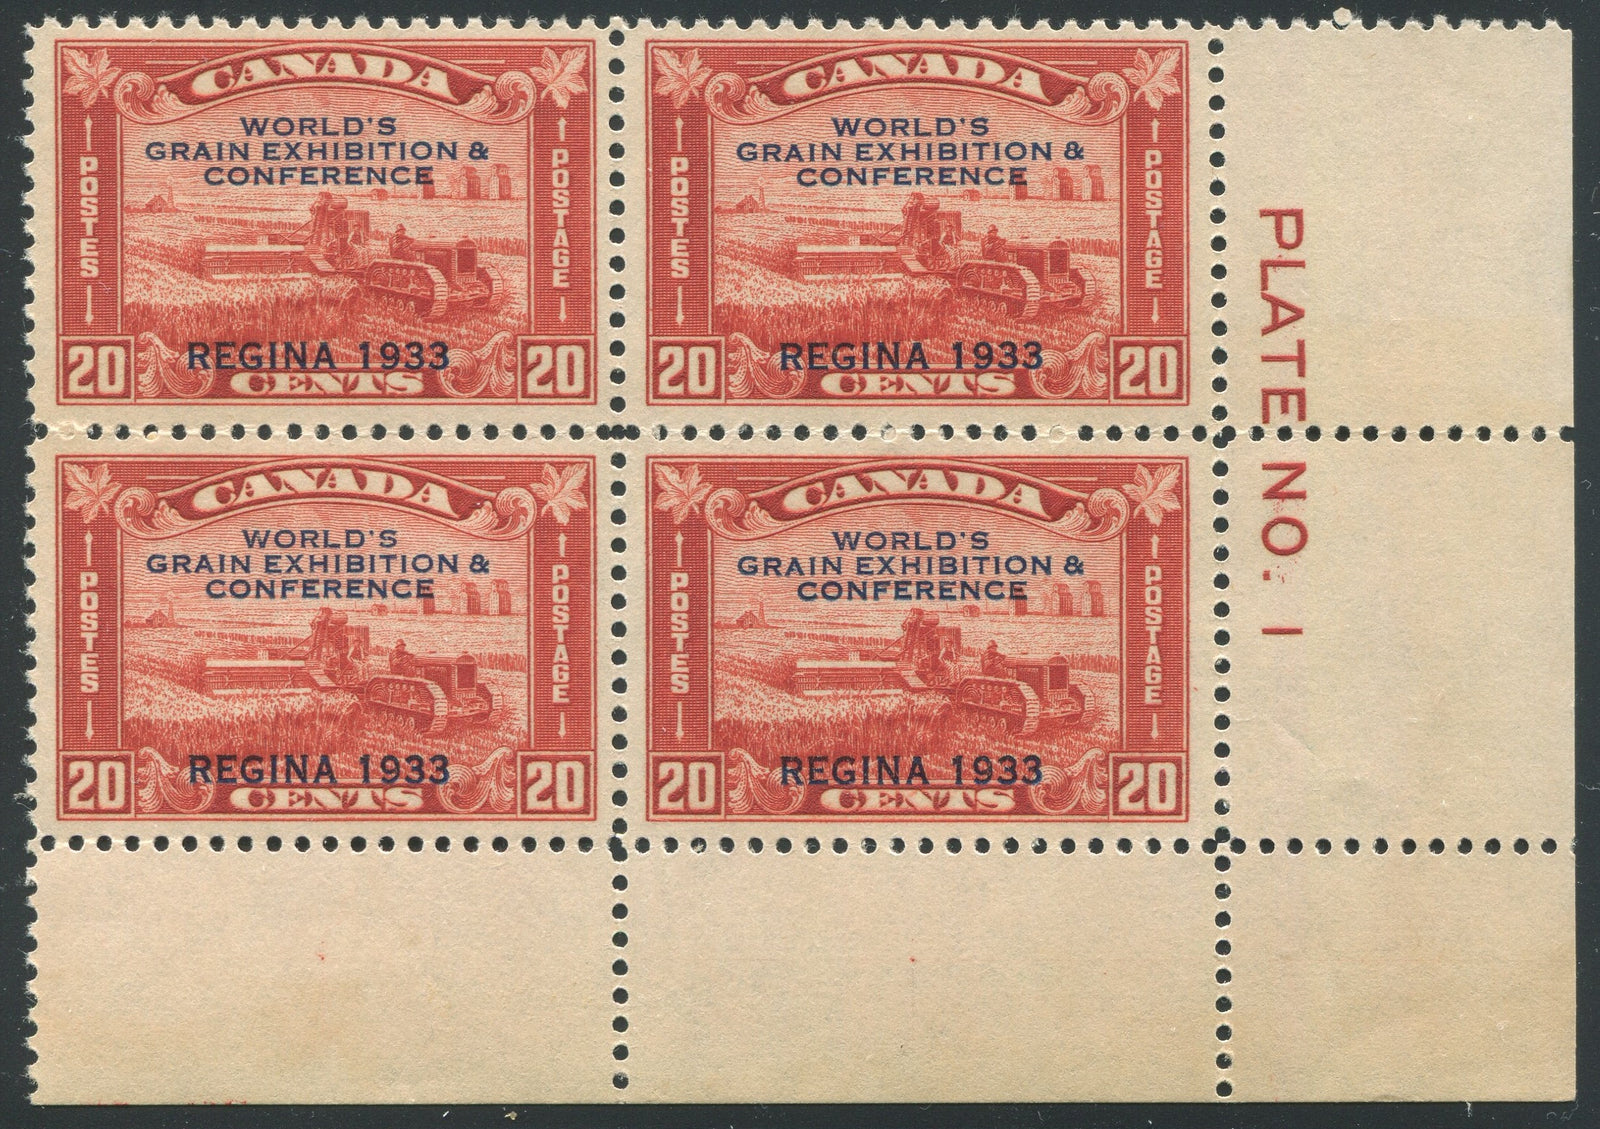 CANADA
WORLD'S
GRAIN EXHIBITION &
CONFERENCE
POSTES
POSTAGE
REGINA 1933
20 CENTS 20
CANADA
WORLD'S
GRAIN EXHIBITION &
CONFERENCE
POSTES
POSTAGE
REGINA 1933
20 CENTS 20
PLATE NO. 1
CANADA
WORLD'S
GRAIN EXHIBITION &
CONFERENCE
POSTES
POSTAGE
REGINA 1933
20 CENTS 20
CANADA
WORLD'S
GRAIN EXHIBITION &
CONFERENCE
POSTES
POSTAGE
REGINA 1933
20 CENTS 20